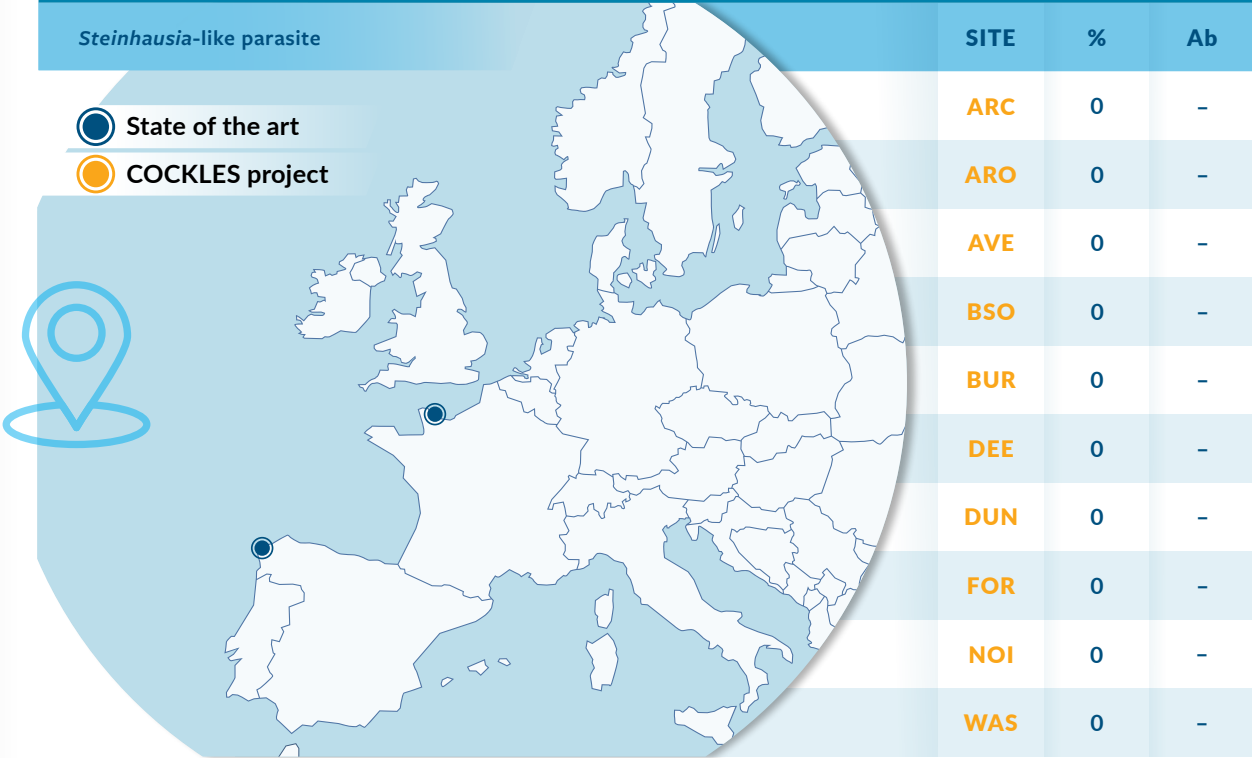 Steinhausia-like parasite
SITE % Ab
State of the art
COCKLES project
ARC 0 –
ARO 0 –
AVE 0 –
BSO 0 –
BUR 0 –
DEE 0 –
DUN 0 –
FOR 0 –
NOI 0 –
WAS 0 –